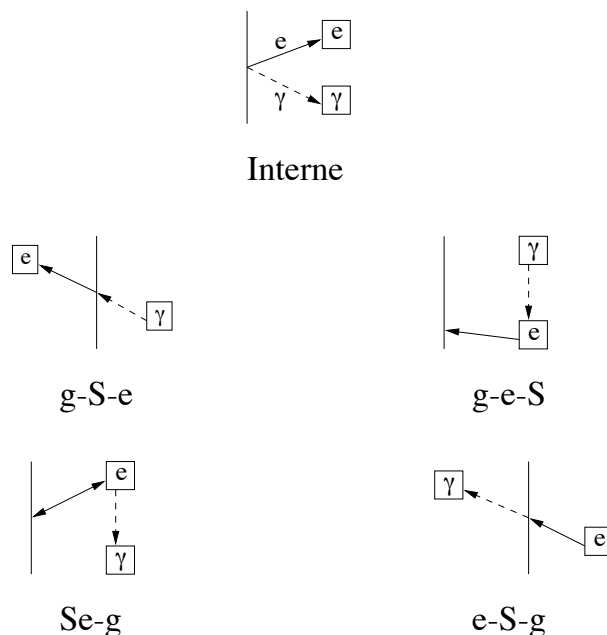 e e
γ γ
Interne
e γ
γ e
g-S-e g-e-S
e γ
γ e
Se-g e-S-g